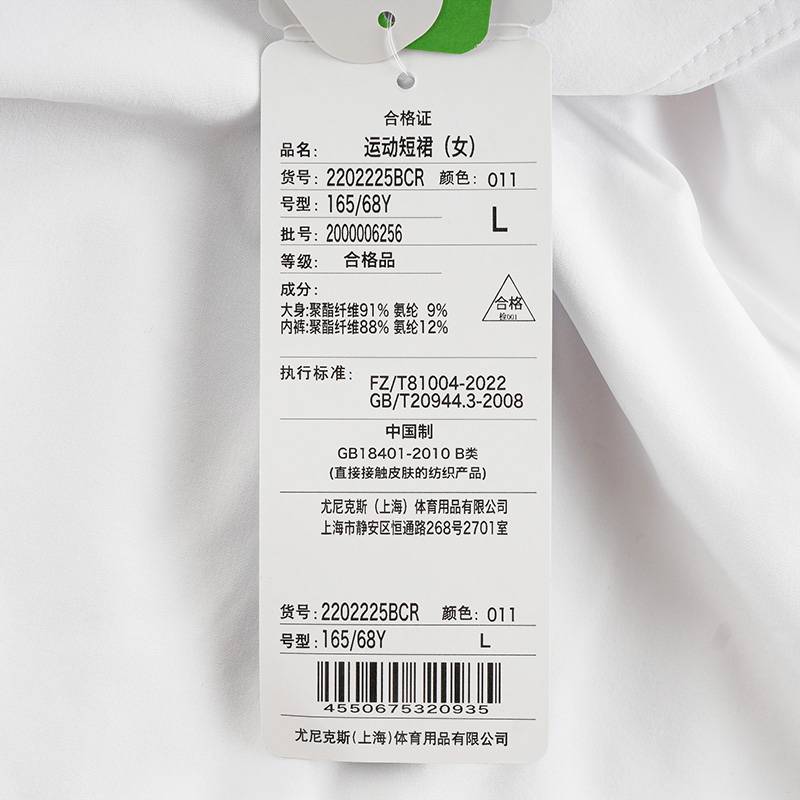 合格证
品名: 运动短裙（女）
货号: 2202225BCR 颜色: 011
号型: 165/68Y L
批号: 2000006256
等级: 合格品
成分:
大身:聚酯纤维91% 氨纶 9%
内裤:聚酯纤维88% 氨纶12%
合格
检001
执行标准: FZ/T81004-2022
GB/T20944.3-2008
中国制
GB18401-2010 B类
(直接接触皮肤的纺织产品)
尤尼克斯（上海）体育用品有限公司
上海市静安区恒通路268号2701室
货号: 2202225BCR 颜色: 011
号型: 165/68Y L
4550675320935
尤尼克斯(上海)体育用品有限公司